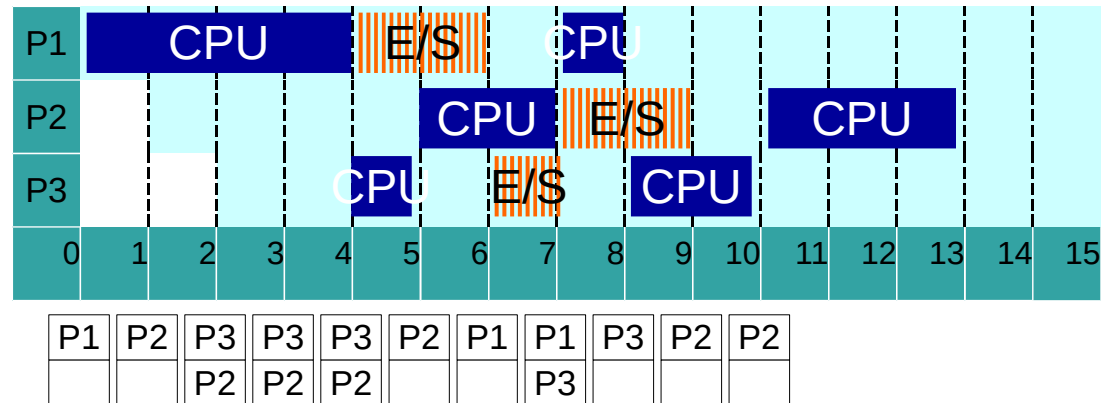 P1 CPU E/S CPU
P2 CPU E/S CPU
P3 CPU E/S CPU
0 1 2 3 4 5 6 7 8 9 10 11 12 13 14 15
P1 P2 P3 P3 P3 P2 P1 P1 P3 P2 P2
P2 P2 P2 P3